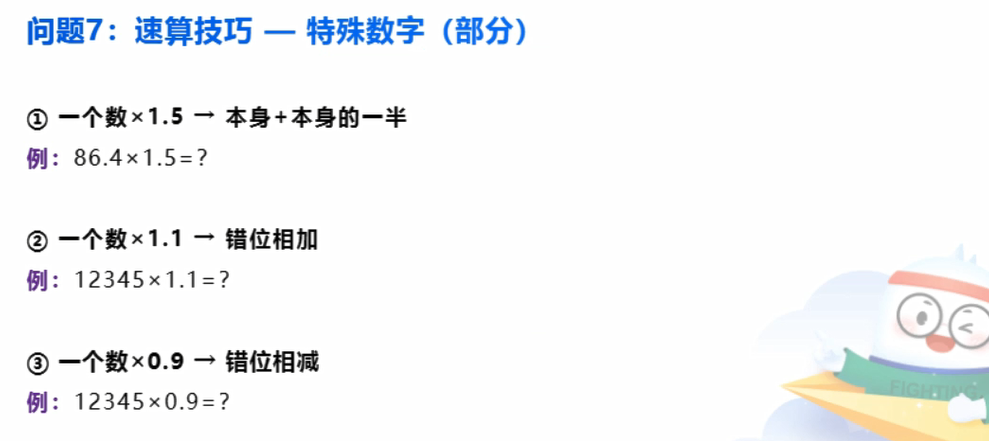 问题7：速算技巧 — 特殊数字（部分）
① 一个数×1.5 → 本身+本身的一半
例：86.4×1.5=?
② 一个数×1.1 → 错位相加
例：12345×1.1=?
③ 一个数×0.9 → 错位相减
例：12345×0.9=?
FIGHTING